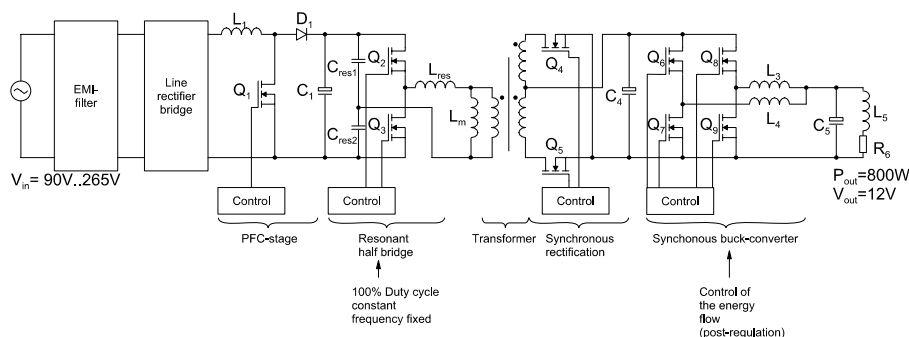 L1
D1
EMI-
filter
Line
rectifier
bridge
Q1
C1
Cres1
Cres2
Q2
Q3
Lres
Lm
Q4
Q5
C4
Q6
Q7
Q8
Q9
L3
L4
C5
L5
R6
Vin= 90V..265V
Pout=800W
Vout=12V
Control
Control
Control
Control
PFC-stage
Resonant
half bridge
Transformer
Synchronous
rectification
Synchonous buck-converter
100% Duty cycle
constant
frequency fixed
Control of
the energy
flow
(post-regulation)